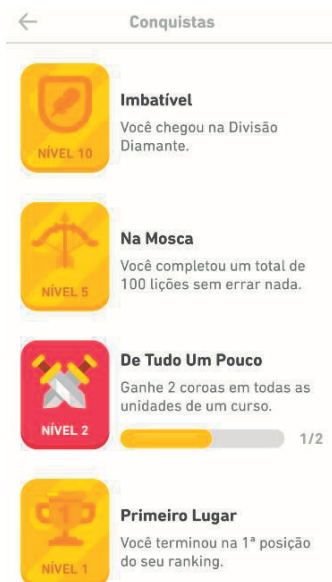 Conquistas
Imbatível
Você chegou na Divisão
Diamante.
NÍVEL 10
Na Mosca
Você completou um total de
100 lições sem errar nada.
NÍVEL 5
De Tudo Um Pouco
Ganhe 2 coroas em todas as
unidades de um curso.
NÍVEL 2
1/2
Primeiro Lugar
Você terminou na 1ª posição
do seu ranking.
1
NÍVEL 1